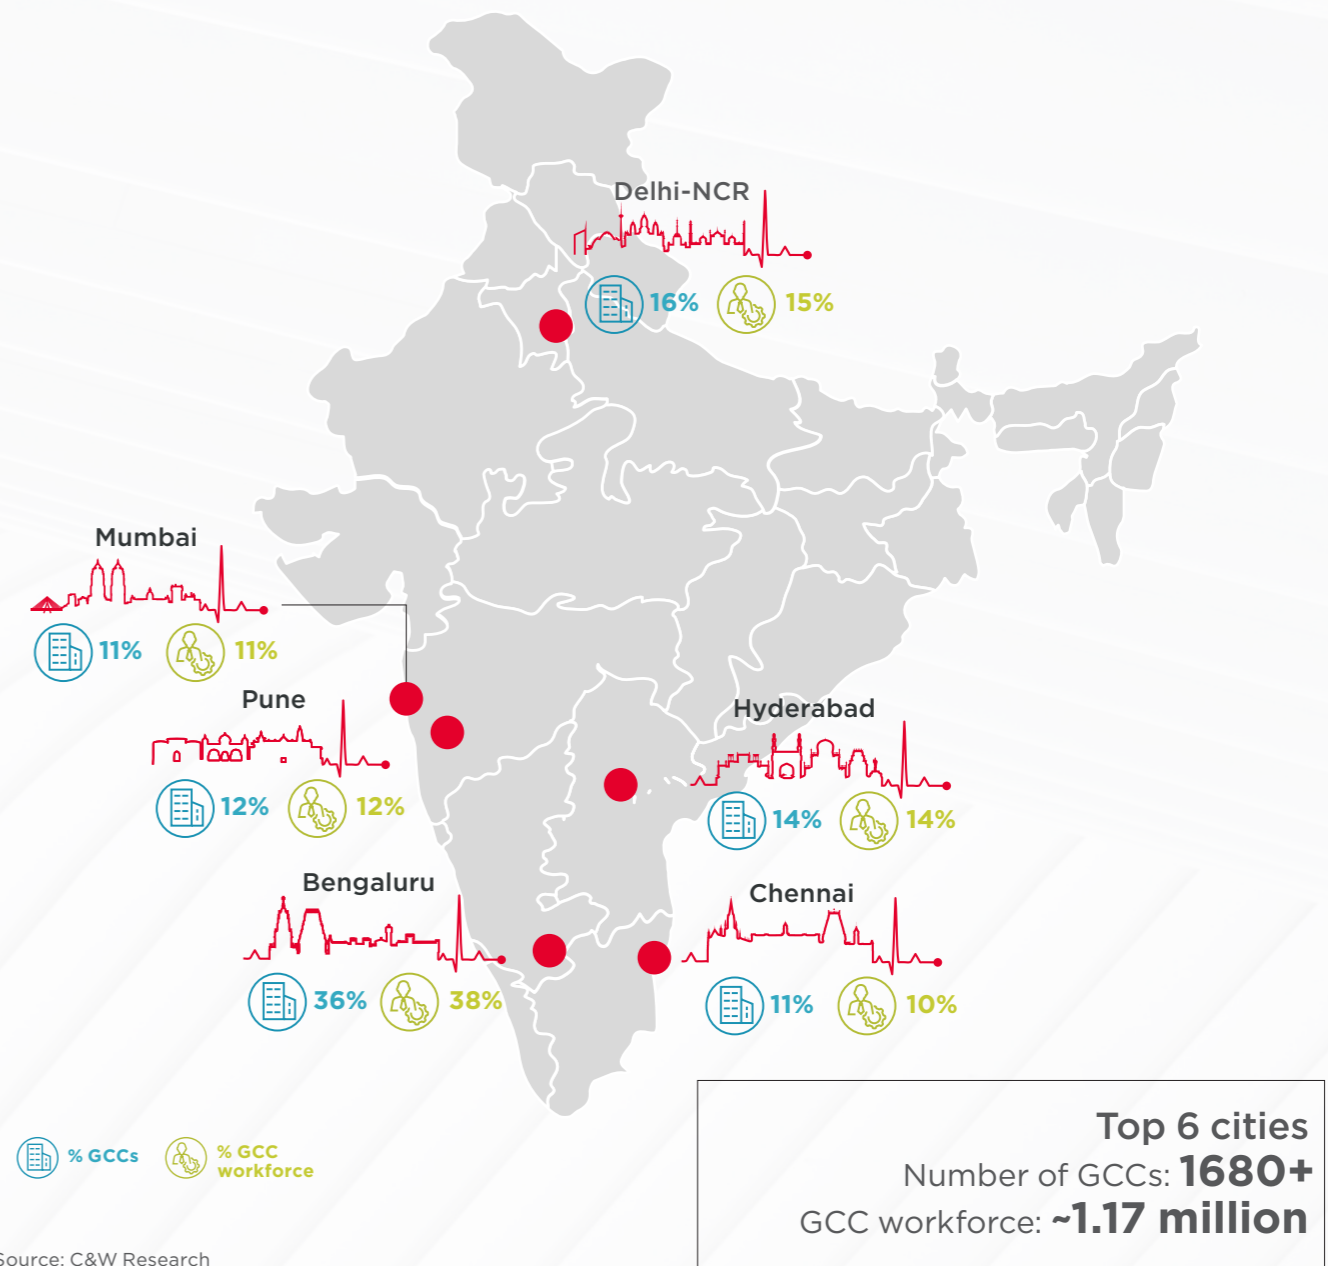 Delhi-NCR
16% 15%
Mumbai
11% 11%
Pune
12% 12%
Hyderabad
14% 14%
Bengaluru
36% 38%
Chennai
11% 10%
% GCCs
% GCC
workforce
Top 6 cities
Number of GCCs: 1680+
GCC workforce: ~1.17 million
Source: C&W Research